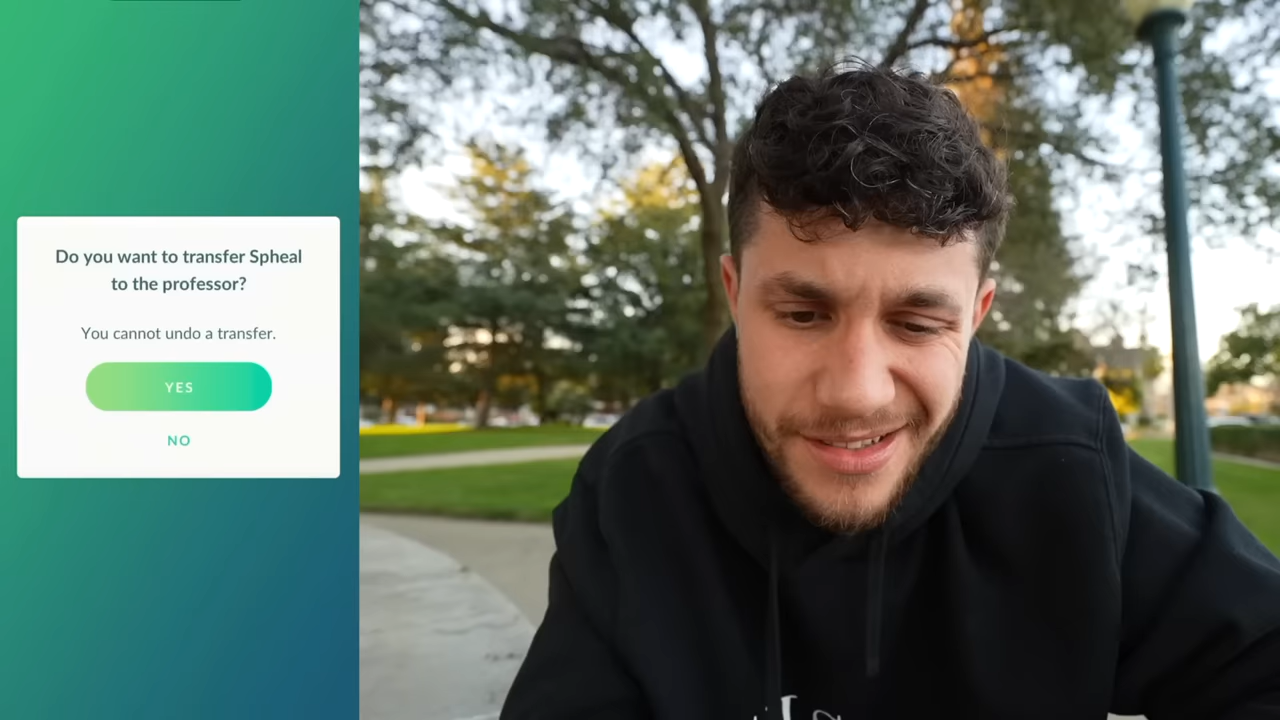 Do you want to transfer Spheal
to the professor?
You cannot undo a transfer.
YES
NO